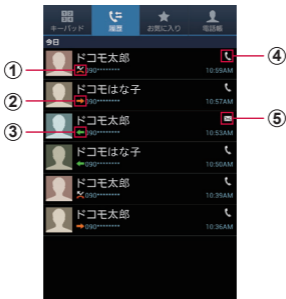 キーパッド 履歴 お気に入り 電話帳
今日
ドコモ太郎
① 090******** 10:59AM ④
ドコモはな子
② 090******** 10:57AM
ドコモ太郎 ⑤
③ 090******** 10:53AM
ドコモはな子
090******** 10:50AM
ドコモ太郎
090******** 10:39AM
ドコモ太郎
090******** 10:36AM